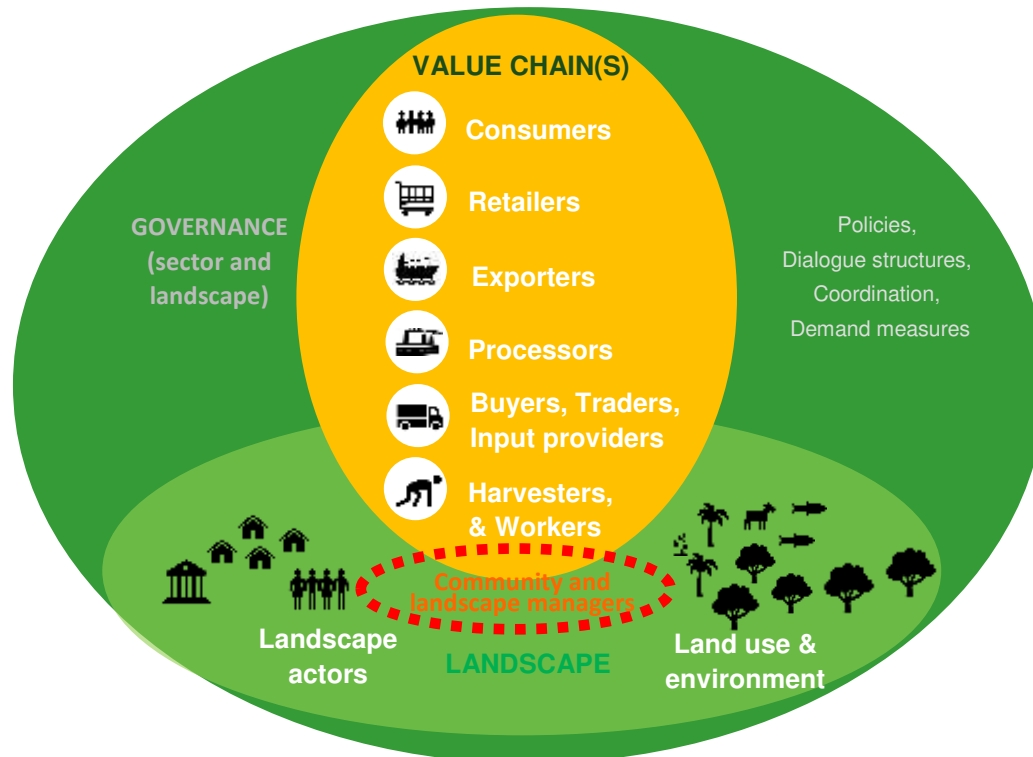 VALUE CHAIN(S)
Consumers
Retailers
GOVERNANCE
(sector and
landscape)
Policies,
Dialogue structures,
Coordination,
Demand measures
Exporters
Processors
Buyers, Traders,
Input providers
Harvesters,
& Workers
Community and
landscape managers
Landscape
actors
LANDSCAPE
Land use &
environment